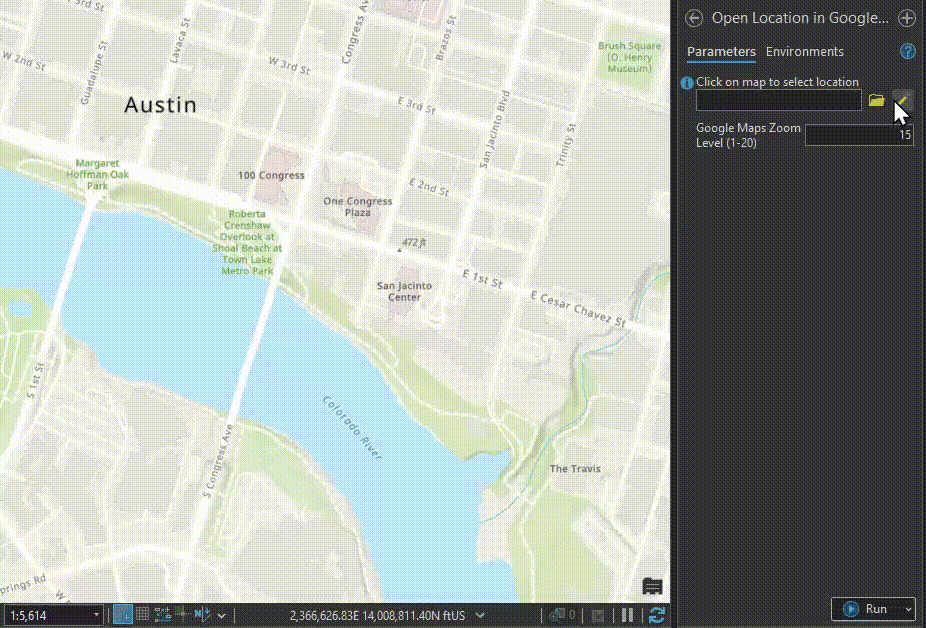 Open Location in Google...
Parameters Environments
Click on map to select location
Google Maps Zoom
Level (1-20)
15
Run
3rd St
W 2nd St
Guadalupe St
Lavaca St
W 3rd St
Congress Av
Brazos St
Brush Square
(O. Henry
Museum)
Austin
E 3rd St
San Jacinto Blvd
Trinity St
Margaret
Hoffman Oak
Park
100 Congress
E 2nd St
One Congress
Plaza
Roberta
Crenshaw
Overlook at
Shoal Beach at
Town Lake
Metro Park
472 ft
E 1st St
San Jacinto
Center
E Cesar Chavez St
S 1st St
Colorado River
S Congress Ave
The Travis
prings Rd
1:5,614
2,366,626.83E 14,008,811.40N ftUS
0